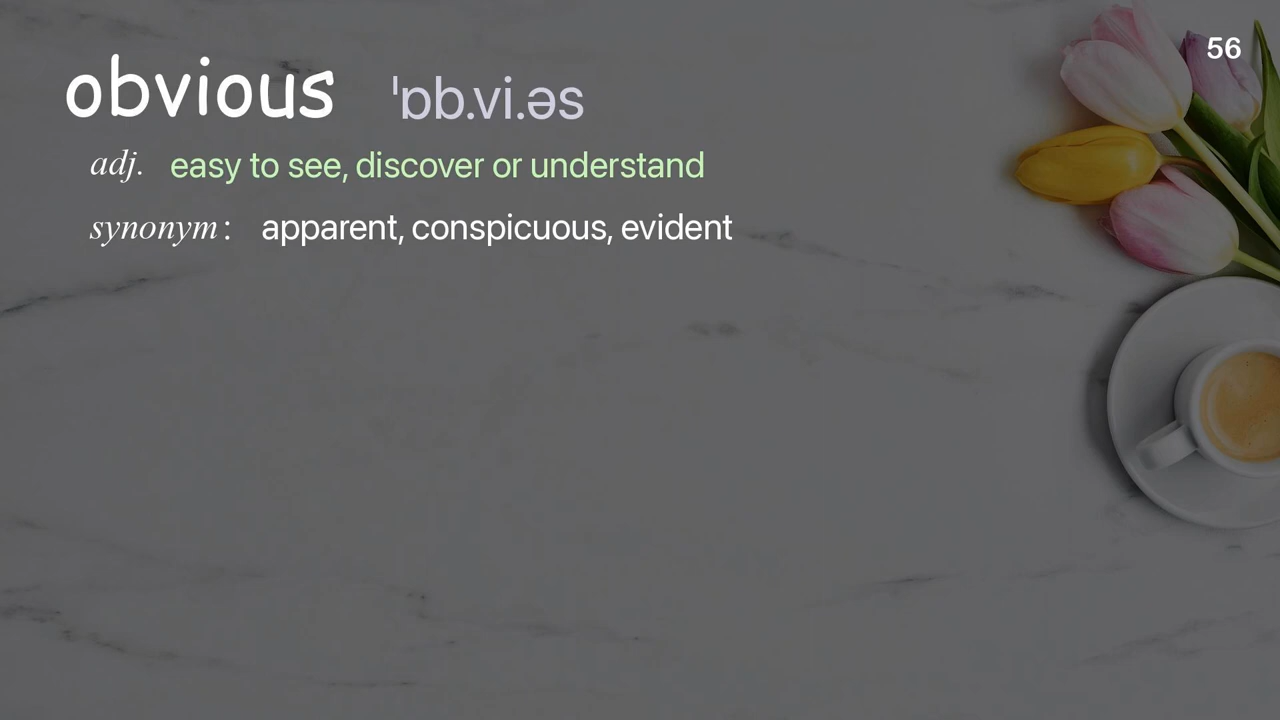 56
obvious ˈɒb.vi.əs
adj. easy to see, discover or understand
synonym: apparent, conspicuous, evident